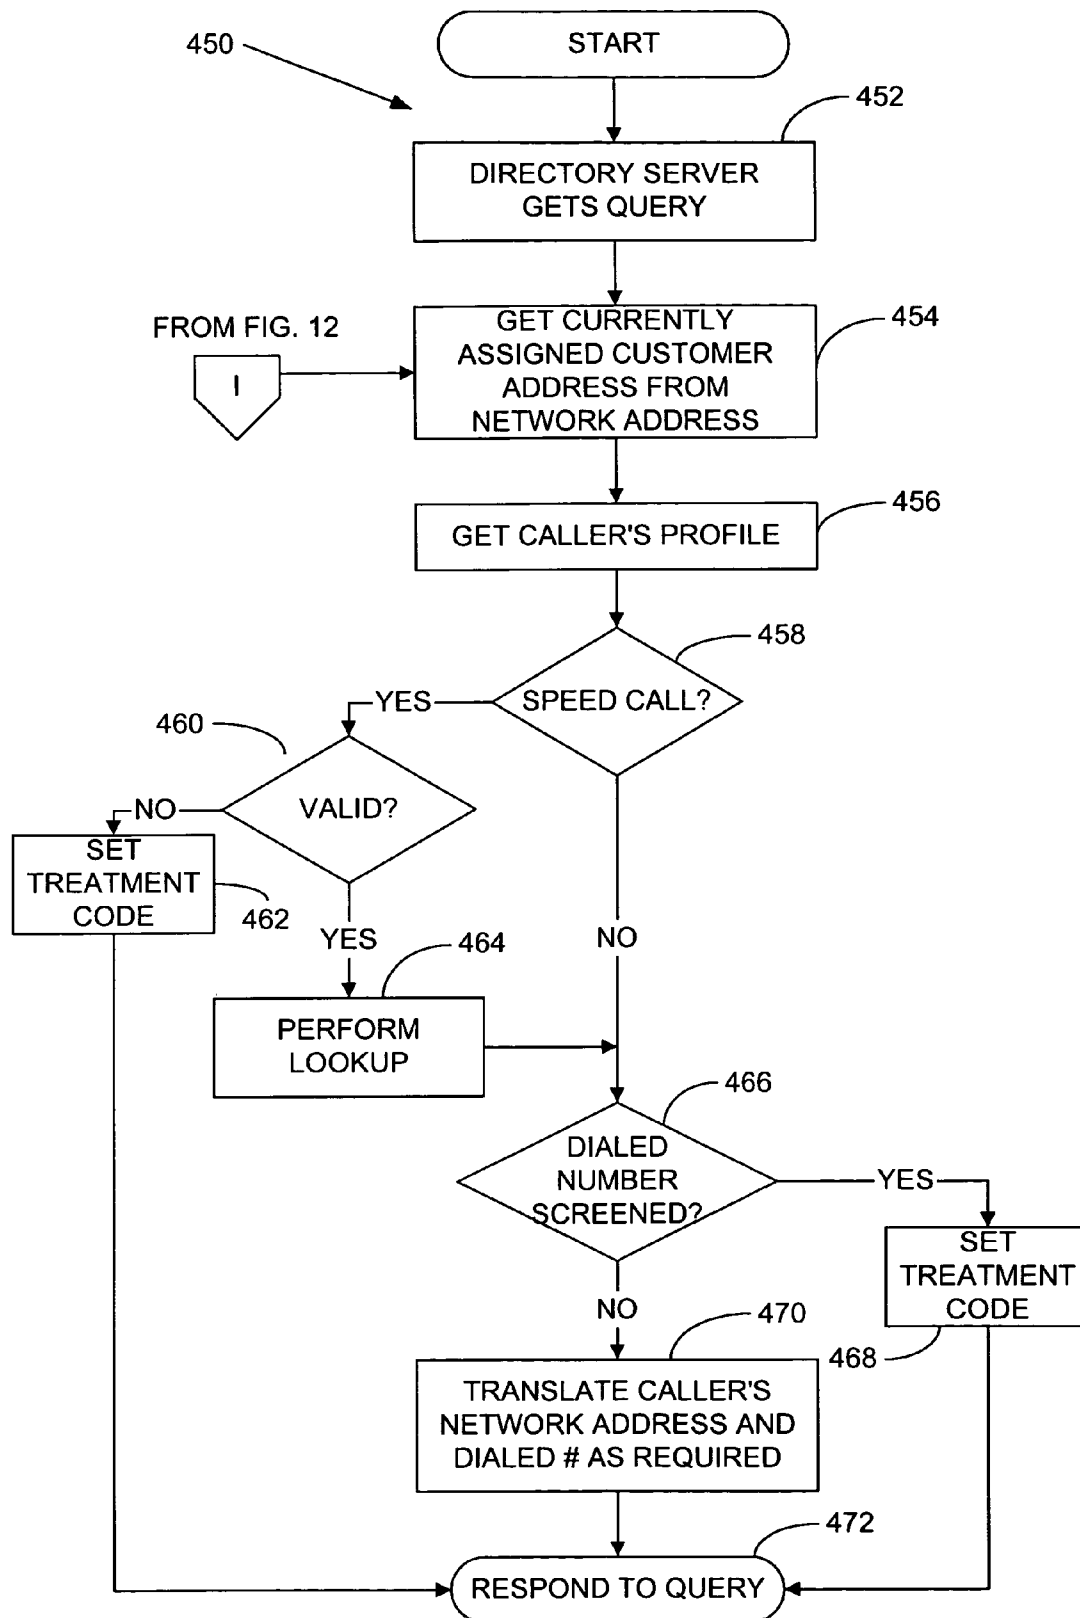 START
450
452
DIRECTORY SERVER
GETS QUERY
FROM FIG. 12
I
GET CURRENTLY
ASSIGNED CUSTOMER
ADDRESS FROM
NETWORK ADDRESS
454
GET CALLER'S PROFILE
456
SPEED CALL?
458
YES
460
VALID?
NO
SET
TREATMENT
CODE
462
YES
464
NO
PERFORM
LOOKUP
466
DIALED
NUMBER
SCREENED?
YES
SET
TREATMENT
CODE
468
NO
470
TRANSLATE CALLER'S
NETWORK ADDRESS AND
DIALED # AS REQUIRED
472
RESPOND TO QUERY